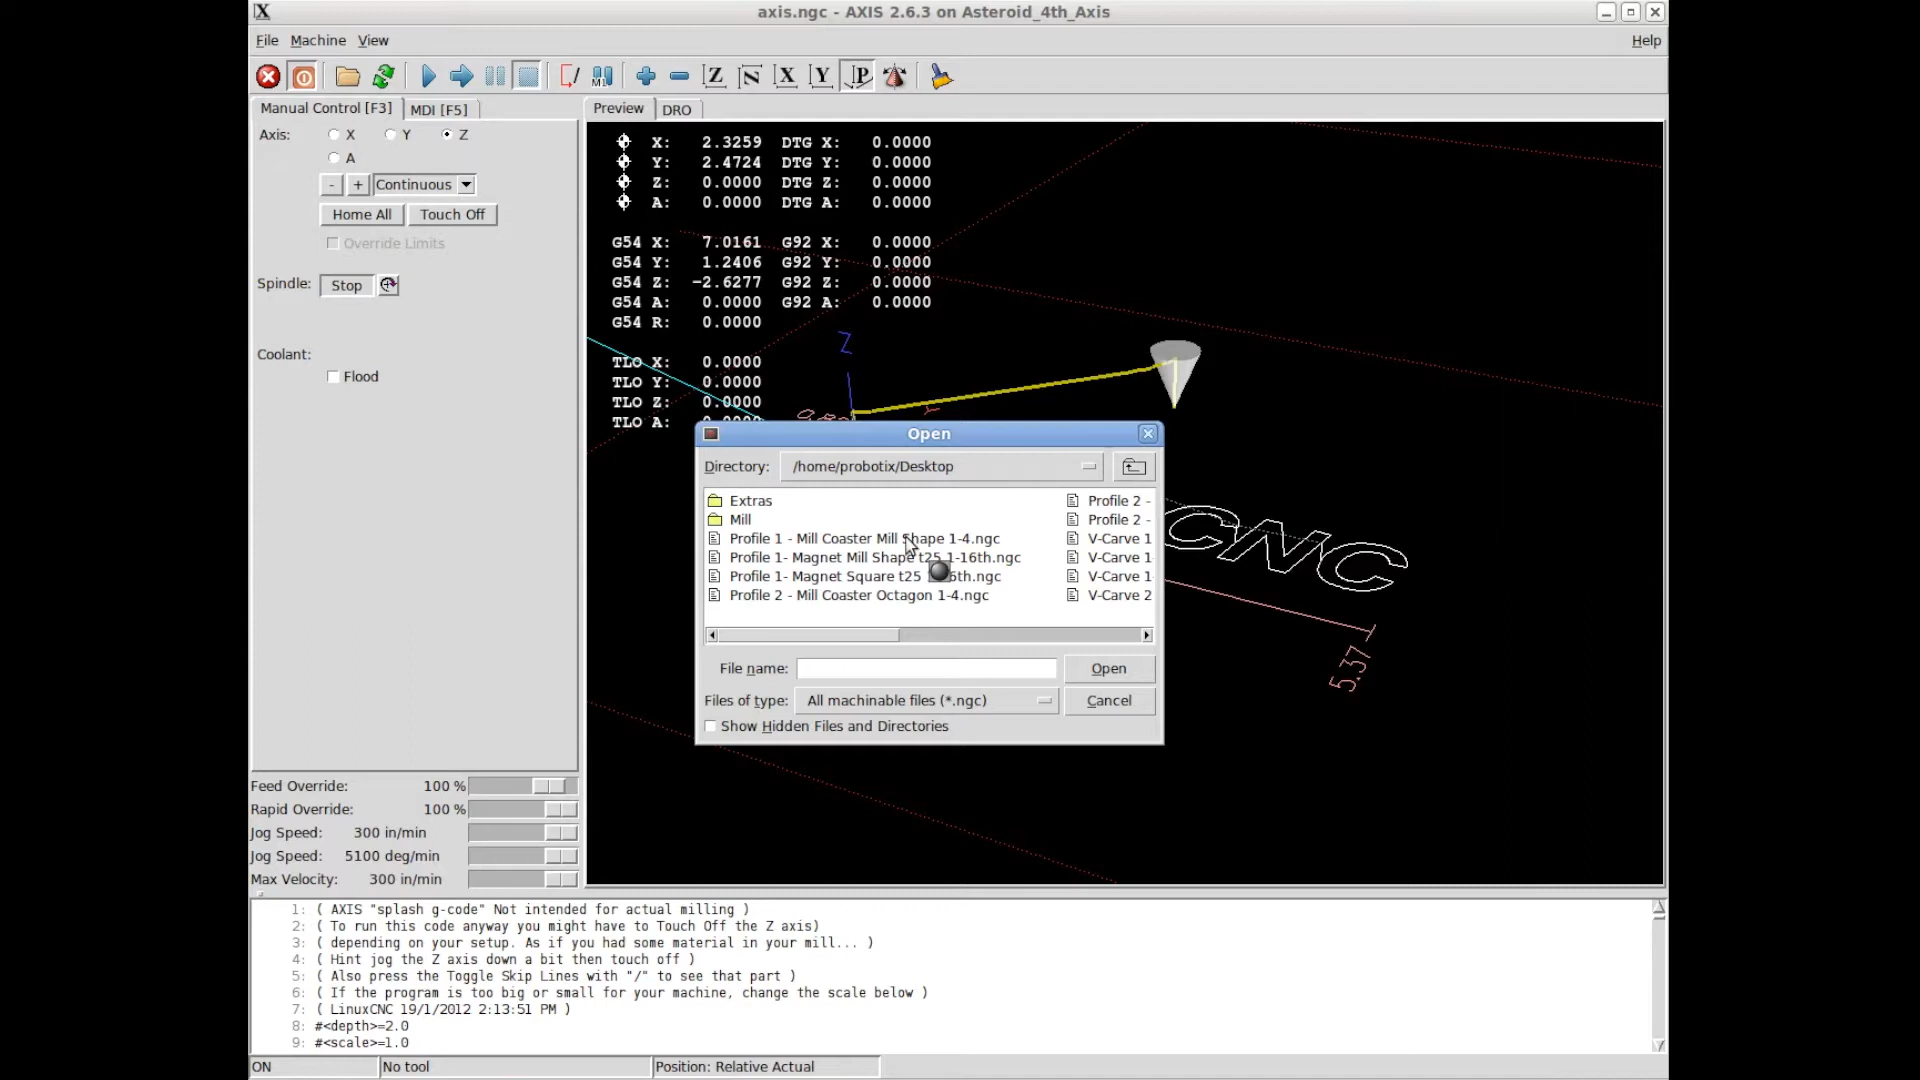 X axis.ngc - AXIS 2.6.3 on Asteroid_4th_Axis
File Machine View Help
Z N X Y P
M1
Manual Control [F3] MDI [F5] Preview DRO
Axis: X Y Z
A
- + Continuous
Home All Touch Off
Override Limits
Spindle: Stop
Coolant:
Flood
X: 2.3259 DTG X: 0.0000
Y: 2.4724 DTG Y: 0.0000
Z: 0.0000 DTG Z: 0.0000
A: 0.0000 DTG A: 0.0000
G54 X: 7.0161 G92 X: 0.0000
G54 Y: 1.2406 G92 Y: 0.0000
G54 Z: -2.6277 G92 Z: 0.0000
G54 A: 0.0000 G92 A: 0.0000
G54 R: 0.0000
TLO X: 0.0000
TLO Y: 0.0000
TLO Z: 0.0000
TLO A:
Z
Y
CNC
5.37
Open
Directory: /home/probotix/Desktop
Extras
Mill
Profile 1 - Mill Coaster Mill Shape 1-4.ngc
Profile 1- Magnet Mill Shape t25 1-16th.ngc
Profile 1- Magnet Square t25
Profile 2 - Mill Coaster Octagon 1-4.ngc
Profile 2 -
Profile 2 -
V-Carve 1
V-Carve 1-
V-Carve 1-
V-Carve 2
File name: Open
Files of type: All machinable files (*.ngc) Cancel
Show Hidden Files and Directories
Feed Override: 100 %
Rapid Override: 100 %
Jog Speed: 300 in/min
Jog Speed: 5100 deg/min
Max Velocity: 300 in/min
1: ( AXIS "splash g-code" Not intended for actual milling )
2: ( To run this code anyway you might have to Touch Off the Z axis)
3: ( depending on your setup. As if you had some material in your mill... )
4: ( Hint jog the Z axis down a bit then touch off )
5: ( Also press the Toggle Skip Lines with "/" to see that part )
6: ( If the program is too big or small for your machine, change the scale below )
7: ( LinuxCNC 19/1/2012 2:13:51 PM )
8: #<depth>=2.0
9: #<scale>=1.0
ON No tool Position: Relative Actual